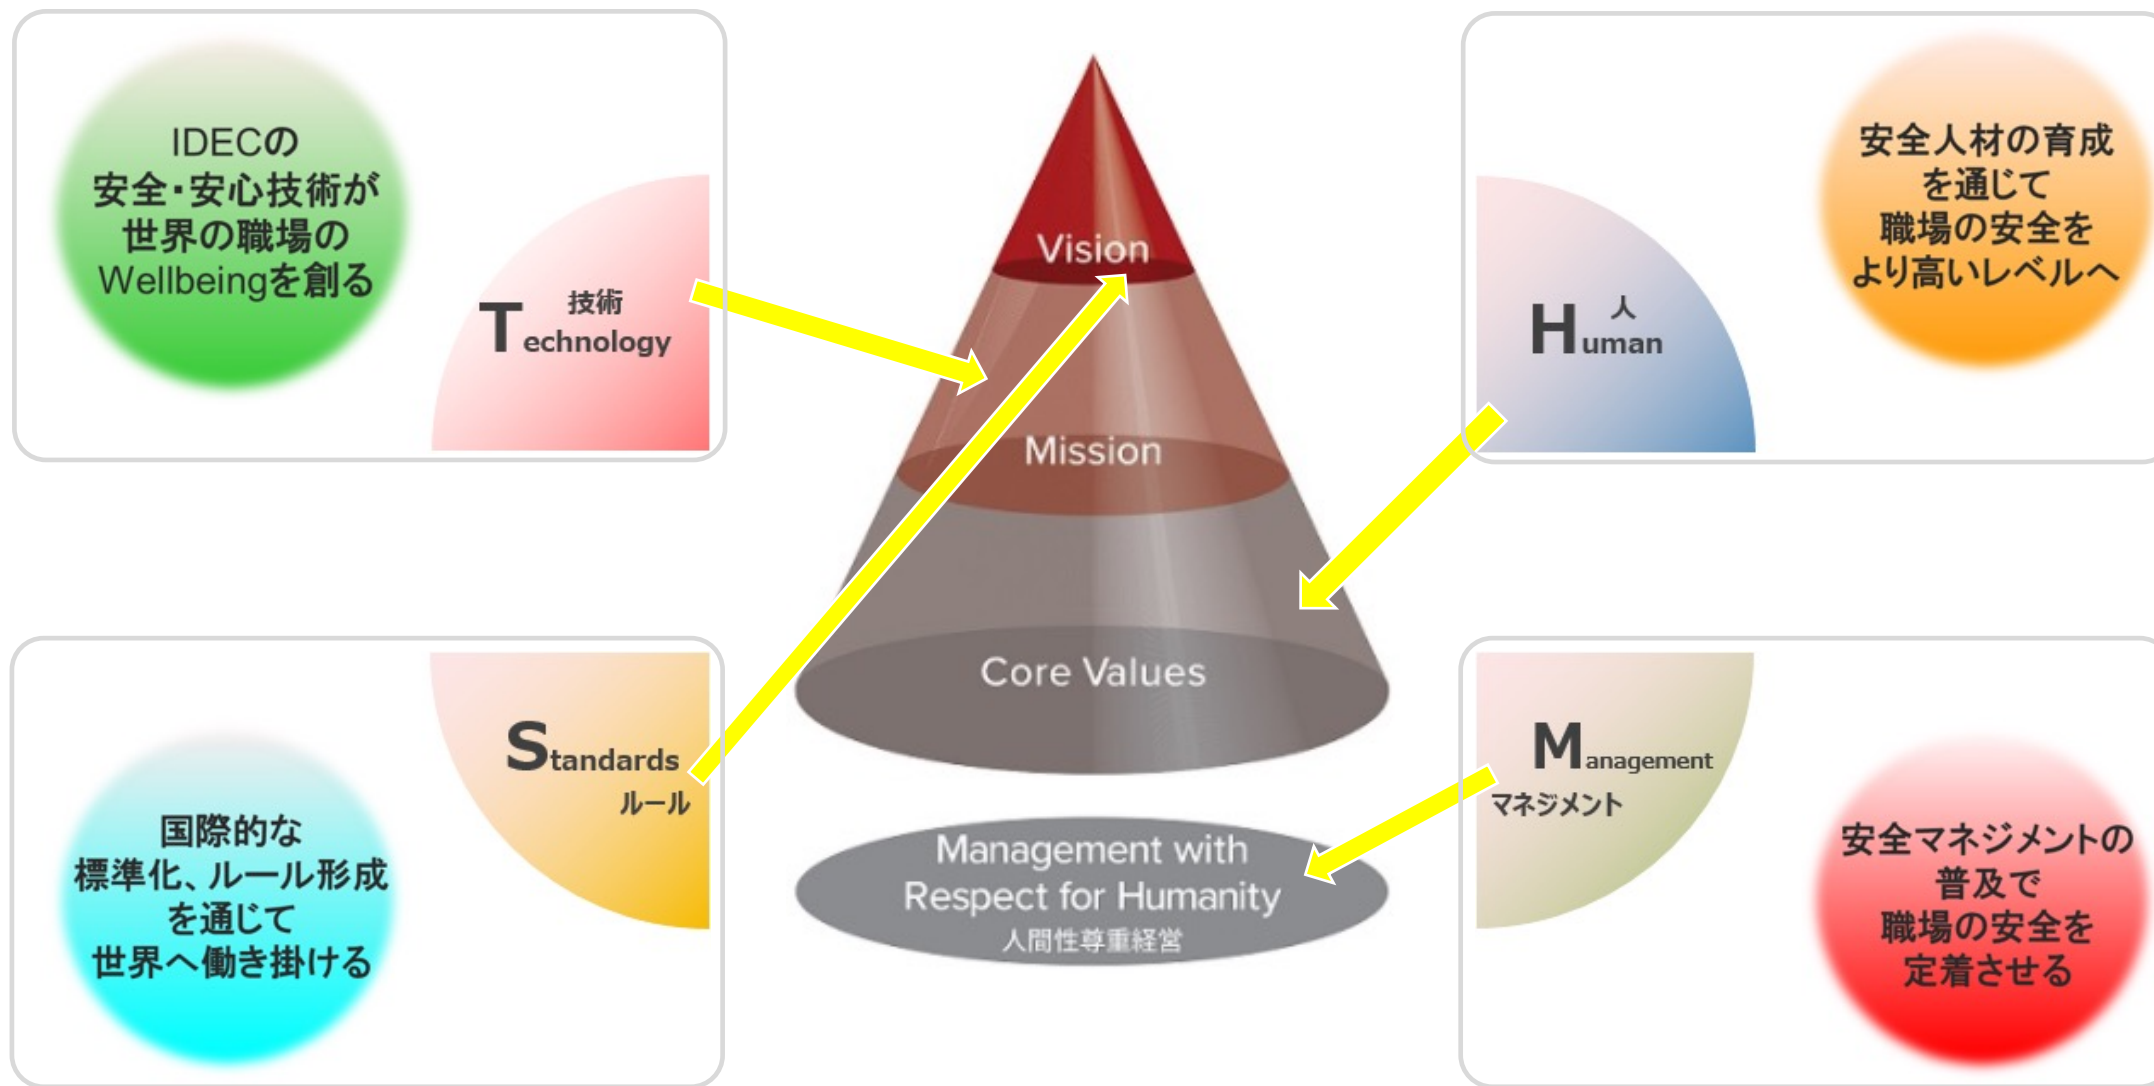 IDECの
安全・安心技術が
世界の職場の
Wellbeingを創る
技術
Technology
Vision
Mission
Core Values
Management with
Respect for Humanity
人間性尊重経営
人
Human
安全人材の育成
を通じて
職場の安全を
より高いレベルへ
Standards
ルール
国際的な
標準化、ルール形成
を通じて
世界へ働き掛ける
Management
マネジメント
安全マネジメントの
普及で
職場の安全を
定着させる